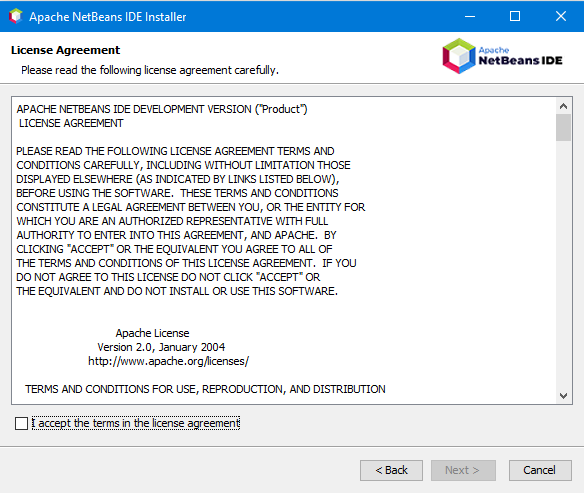 Apache NetBeans IDE Installer
License Agreement
Please read the following license agreement carefully.
Apache
NetBeans IDE
APACHE NETBEANS IDE DEVELOPMENT VERSION ("Product")
LICENSE AGREEMENT
PLEASE READ THE FOLLOWING LICENSE AGREEMENT TERMS AND
CONDITIONS CAREFULLY, INCLUDING WITHOUT LIMITATION THOSE
DISPLAYED ELSEWHERE (AS INDICATED BY LINKS LISTED BELOW),
BEFORE USING THE SOFTWARE.  THESE TERMS AND CONDITIONS
CONSTITUTE A LEGAL AGREEMENT BETWEEN YOU, OR THE ENTITY FOR
WHICH YOU ARE AN AUTHORIZED REPRESENTATIVE WITH FULL
AUTHORITY TO ENTER INTO THIS AGREEMENT, AND APACHE.  BY
CLICKING "ACCEPT" OR THE EQUIVALENT YOU AGREE TO ALL OF
THE TERMS AND CONDITIONS OF THIS LICENSE AGREEMENT.  IF YOU
DO NOT AGREE TO THIS LICENSE DO NOT CLICK "ACCEPT" OR
THE EQUIVALENT AND DO NOT INSTALL OR USE THIS SOFTWARE.
Apache License
Version 2.0, January 2004
http://www.apache.org/licenses/
TERMS AND CONDITIONS FOR USE, REPRODUCTION, AND DISTRIBUTION
I accept the terms in the license agreement
< Back
Next >
Cancel